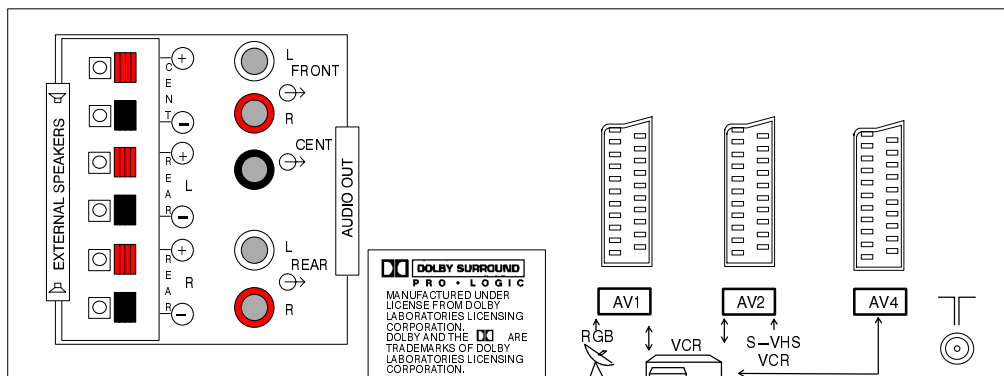 EXTERNAL SPEAKERS
+
CENT
−
+
REAR
L
−
+
REAR
R
−
L
FRONT
R
CENT
L
REAR
R
AUDIO OUT
DOLBY SURROUND
PRO • LOGIC
MANUFACTURED UNDER
LICENSE FROM DOLBY
LABORATORIES LICENSING
CORPORATION.
DOLBY AND THE ARE
TRADEMARKS OF DOLBY
LABORATORIES LICENSING
CORPORATION.
AV1
AV2
AV4
RGB
VCR
S–VHS
VCR